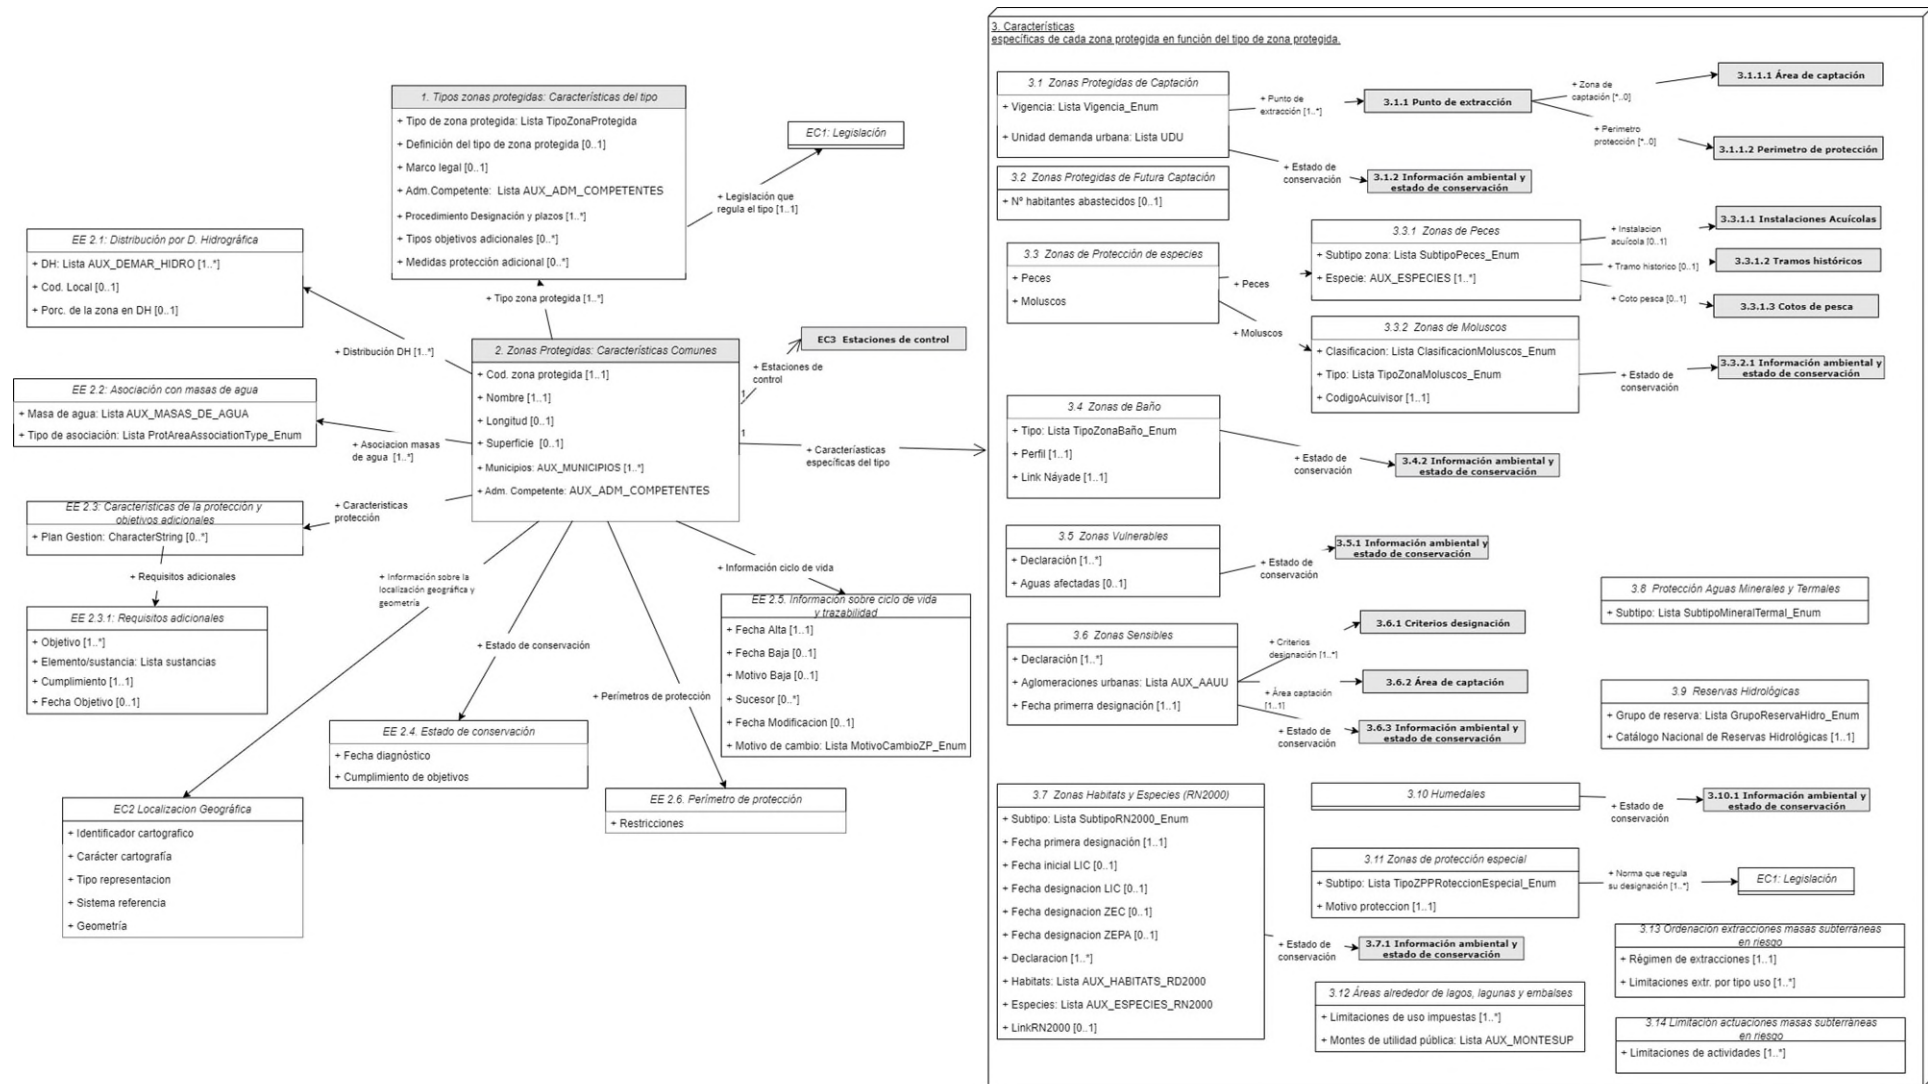 1. Tipos zonas protegidas: Características del tipo
+ Tipo de zona protegida: Lista TipoZonaProtegida
+ Definición del tipo de zona protegida [0..1]
+ Marco legal [0..1]
+ Adm.Competente: Lista AUX_ADM_COMPETENTES
+ Procedimiento Designación y plazos [1..*]
+ Tipos objetivos adicionales [0..*]
+ Medidas protección adicional [0..*]
EC1: Legislación
+ Legislación que
regula el tipo [1..1]
+ Tipo zona protegida [1..*]
EE 2.1: Distribución por D. Hidrográfica
+ DH: Lista AUX_DEMAR_HIDRO [1..*]
+ Cod. Local [0..1]
+ Porc. de la zona en DH [0..1]
+ Distribución DH [1..*]
2. Zonas Protegidas: Características Comunes
+ Cod. zona protegida [1..1]
+ Nombre [1..1]
+ Longitud [0..1]
+ Superficie [0..1]
+ Municipios: AUX_MUNICIPIOS [1..*]
+ Adm. Competente: AUX_ADM_COMPETENTES
EC3 Estaciones de control
+ Estaciones de
control
1
1
+ Caracteríasticas
específicas del tipo
EE 2.2: Asociación con masas de agua
+ Masa de agua: Lista AUX_MASAS_DE_AGUA
+ Tipo de asociación: Lista ProtAreaAssociationType_Enum
+ Asociacion masas
de agua [1..*]
EE 2.3: Características de la protección y
objetivos adicionales
+ Plan Gestion: CharacterString [0..*]
+ Caracteristicas
protección
+ Requisitos adicionales
EE 2.3.1: Requisitos adicionales
+ Objetivo [1..*]
+ Elemento/sustancia: Lista sustancias
+ Cumplimiento [1..1]
+ Fecha Objetivo [0..1]
+ Información sobre la
localización geográfica y
geometría
+ Estado de conservación
+ Perímetros de protección
+ Información ciclo de vida
EE 2.5. Información sobre ciclo de vida
y trazabilidad
+ Fecha Alta [1..1]
+ Fecha Baja [0..1]
+ Motivo Baja [0..1]
+ Sucesor [0..*]
+ Fecha Modificacion [0..1]
+ Motivo de cambio: Lista MotivoCambioZP_Enum
EE 2.4. Estado de conservación
+ Fecha diagnóstico
+ Cumplimiento de objetivos
EE 2.6. Perímetro de protección
+ Restricciones
EC2 Localizacion Geográfica
+ Identificador cartografico
+ Carácter cartografía
+ Tipo representacion
+ Sistema referencia
+ Geometría
3. Características
específicas de cada zona protegida en función del tipo de zona protegida.
3.1 Zonas Protegidas de Captación
+ Vigencia: Lista Vigencia_Enum
+ Unidad demanda urbana: Lista UDU
+ Punto de
extracción [1..*]
3.1.1 Punto de extracción
+ Zona de
captación [*..0]
3.1.1.1 Área de captación
+ Perimetro
protección [*..0]
3.1.1.2 Perimetro de protección
+ Estado de
conservación
3.1.2 Información ambiental y
estado de conservación
3.2 Zonas Protegidas de Futura Captación
+ Nº habitantes abastecidos [0..1]
3.3 Zonas de Protección de especies
+ Peces
+ Moluscos
+ Peces
+ Moluscos
3.3.1 Zonas de Peces
+ Subtipo zona: Lista SubtipoPeces_Enum
+ Especie: AUX_ESPECIES [1..*]
+ Instalacion
acuícola [0..1]
3.3.1.1 Instalaciones Acuícolas
+ Tramo historico [0..1]
3.3.1.2 Tramos históricos
+ Coto pesca [0..1]
3.3.1.3 Cotos de pesca
3.3.2 Zonas de Moluscos
+ Clasificacion: Lista ClasificacionMoluscos_Enum
+ Tipo: Lista TipoZonaMoluscos_Enum
+ CodigoAcuivisor [1..1]
+ Estado de
conservación
3.3.2.1 Información ambiental y
estado de conservación
3.4 Zonas de Baño
+ Tipo: Lista TipoZonaBaño_Enum
+ Perfil [1..1]
+ Link Náyade [1..1]
+ Estado de
conservación
3.4.2 Información ambiental y
estado de conservación
3.5 Zonas Vulnerables
+ Declaración [1..*]
+ Aguas afectadas [0..1]
+ Estado de
conservación
3.5.1 Información ambiental y
estado de conservación
3.6 Zonas Sensibles
+ Declaración [1..*]
+ Aglomeraciones urbanas: Lista AUX_AAUU
+ Fecha primerra designación [1..1]
+ Criterios
designación [1..*]
3.6.1 Criterios designación
+ Área captación
[1..1]
3.6.2 Área de captación
+ Estado de
conservación
3.6.3 Información ambiental y
estado de conservación
3.8 Protección Aguas Minerales y Termales
+ Subtipo: Lista SubtipoMineralTermal_Enum
3.9 Reservas Hidrológicas
+ Grupo de reserva: Lista GrupoReservaHidro_Enum
+ Catálogo Nacional de Reservas Hidrológicas [1..1]
3.7 Zonas Habitats y Especies (RN2000)
+ Subtipo: Lista SubtipoRN2000_Enum
+ Fecha primera designación [1..1]
+ Fecha inicial LIC [0..1]
+ Fecha designacion LIC [0..1]
+ Fecha designacion ZEC [0..1]
+ Fecha designacion ZEPA [0..1]
+ Declaracion [1..*]
+ Habitats: Lista AUX_HABITATS_RD2000
+ Especies: Lista AUX_ESPECIES_RN2000
+ LinkRN2000 [0..1]
+ Estado de
conservación
3.7.1 Información ambiental y
estado de conservación
3.10 Humedales
+ Estado de
conservación
3.10.1 Información ambiental y
estado de conservación
3.11 Zonas de protección especial
+ Subtipo: Lista TipoZPPRoteccionEspecial_Enum
+ Motivo proteccion [1..1]
+ Norma que regula
su designación [1..*]
EC1: Legislación
3.12 Áreas alrededor de lagos, lagunas y embalses
+ Limitaciones de uso impuestas [1..*]
+ Montes de utilidad pública: Lista AUX_MONTESUP
3.13 Ordenación extracciones masas subterráneas
en riesgo
+ Régimen de extracciones [1..1]
+ Limitaciones extr. por tipo uso [1..*]
3.14 Limitación actuaciones masas subterráneas
en riesgo
+ Limitaciones de actividades [1..*]